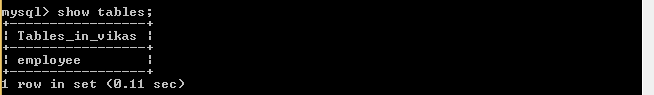 mysql> show tables;
+-----------------+
| Tables_in_vikas |
+-----------------+
| employee        |
+-----------------+
1 row in set (0.11 sec)